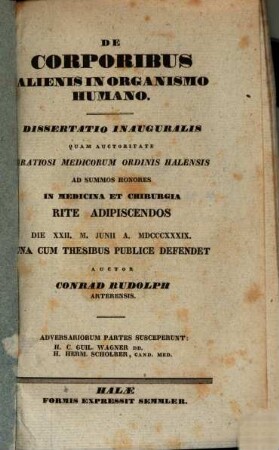 DE
CORPORIBUS
ALIENIS IN ORGANISMO
HUMANO.
DISSERTATIO INAUGURALIS
QUAM AUCTORITATE
GRATIOSI MEDICORUM ORDINIS HALENSIS
AD SUMMOS HONORES
IN MEDICINA ET CHIRURGIA
RITE ADIPISCENDOS
DIE XXII. M. JUNII A. MDCCCXXXIX.
UNA CUM THESIBUS PUBLICE DEFENDET
AUCTOR
CONRAD RUDOLPH
ARTERENSIS.
ADVERSARIORUM PARTES SUSCEPERUNT:
H. C. GUIL. WAGNER DR.
H. HERM. SCHOLBER, CAND. MED.
HALÆ
FORMIS EXPRESSIT SEMMLER.